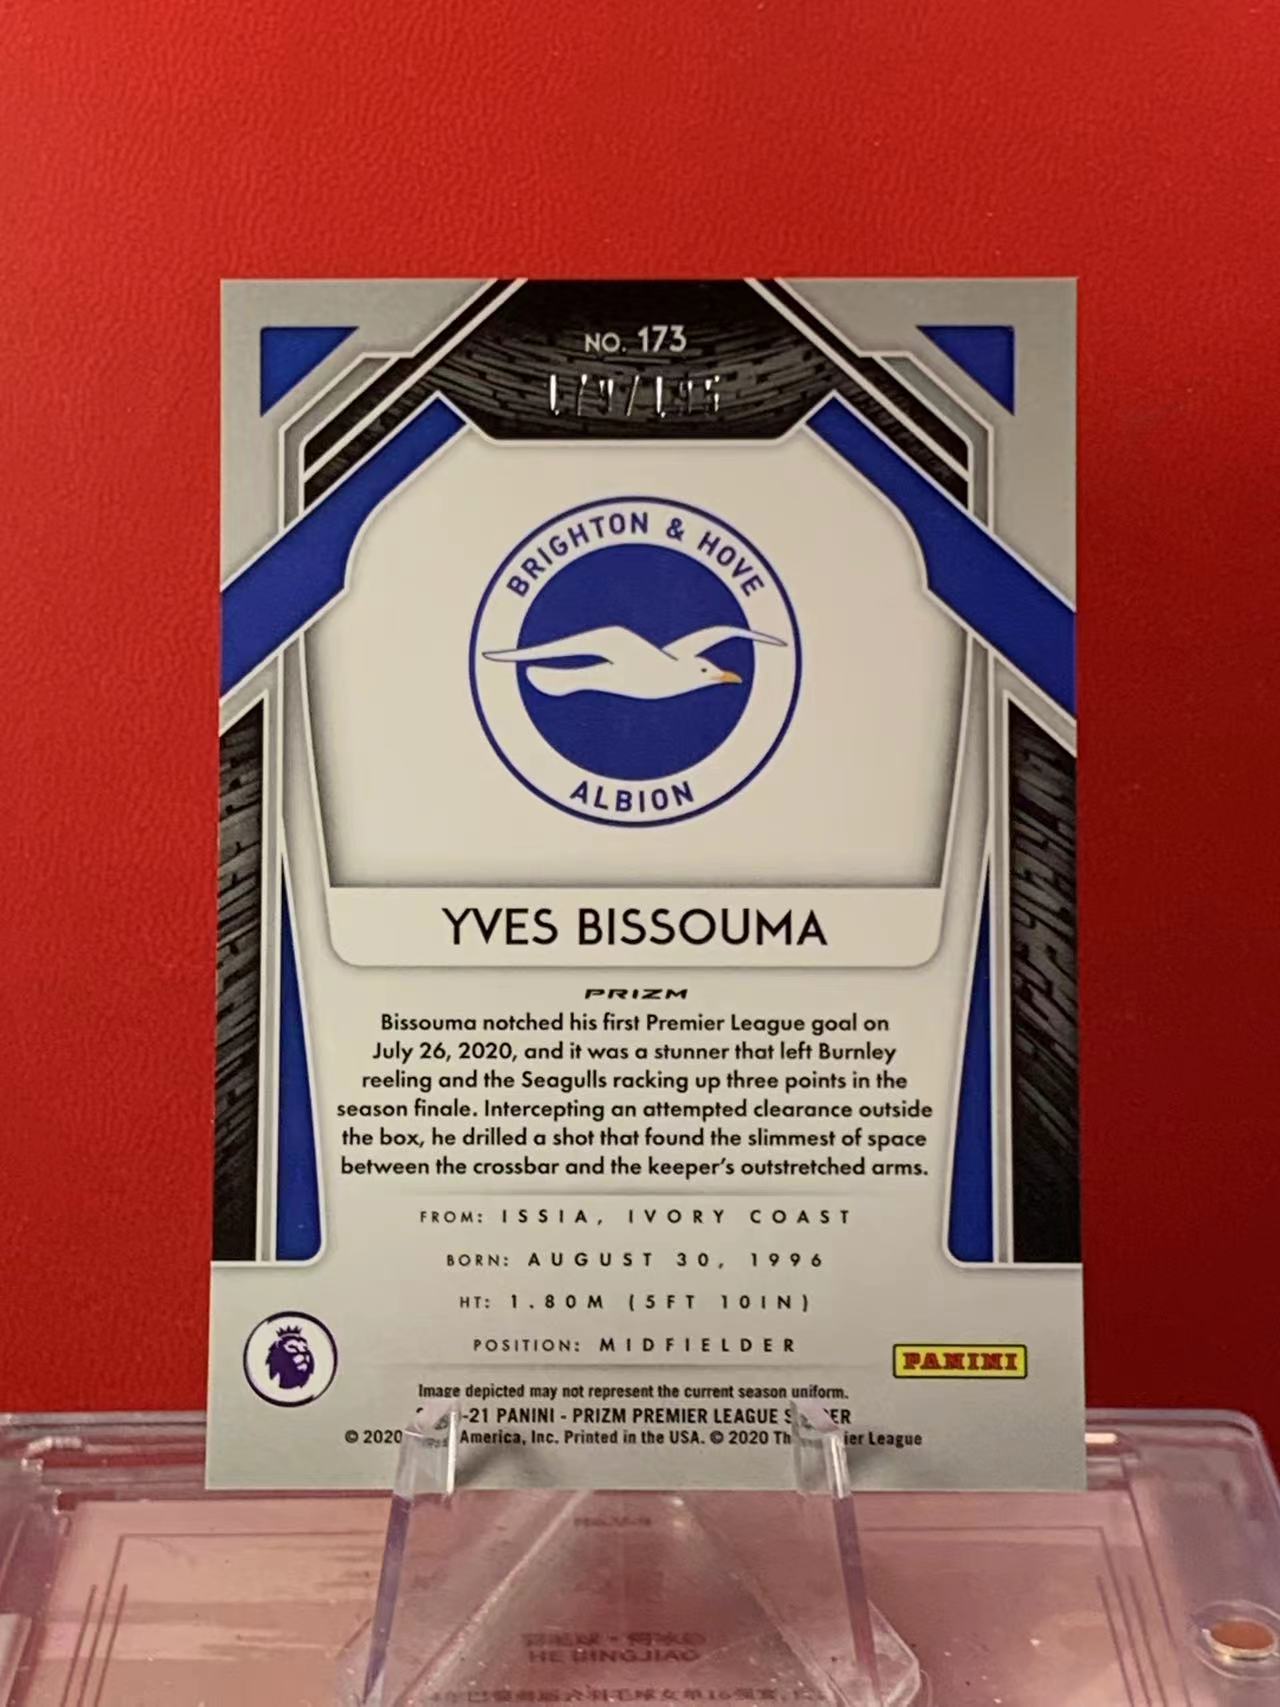 NO. 173
BRIGHTON & HOVE
ALBION
YVES BISSOUMA
PRIZM
Bissouma notched his first Premier League goal on
July 26, 2020, and it was a stunner that left Burnley
reeling and the Seagulls racking up three points in the
season finale. Intercepting an attempted clearance outside
the box, he drilled a shot that found the slimmest of space
between the crossbar and the keeper's outstretched arms.
FROM: ISSIA, IVORY COAST
BORN: AUGUST 30, 1996
HT: 1.80M (5FT 10IN)
POSITION: MIDFIELDER
PANINI
Image depicted may not represent the current season uniform.
-21 PANINI - PRIZM PREMIER LEAGUE
© 2020 America, Inc. Printed in the USA. © 2020 League
HE BINGJIAO